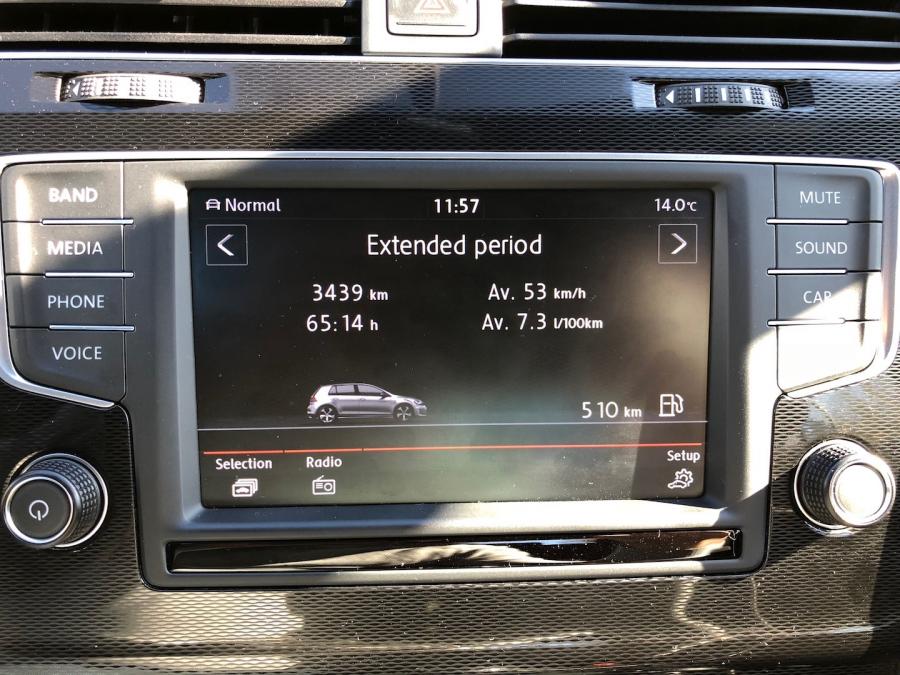 BAND
MEDIA
PHONE
VOICE
Normal 11:57 14.0°C
Extended period
3439 km Av. 53 km/h
65:14 h Av. 7.3 l/100km
510 km
Selection Radio Setup
MUTE
SOUND
CAR